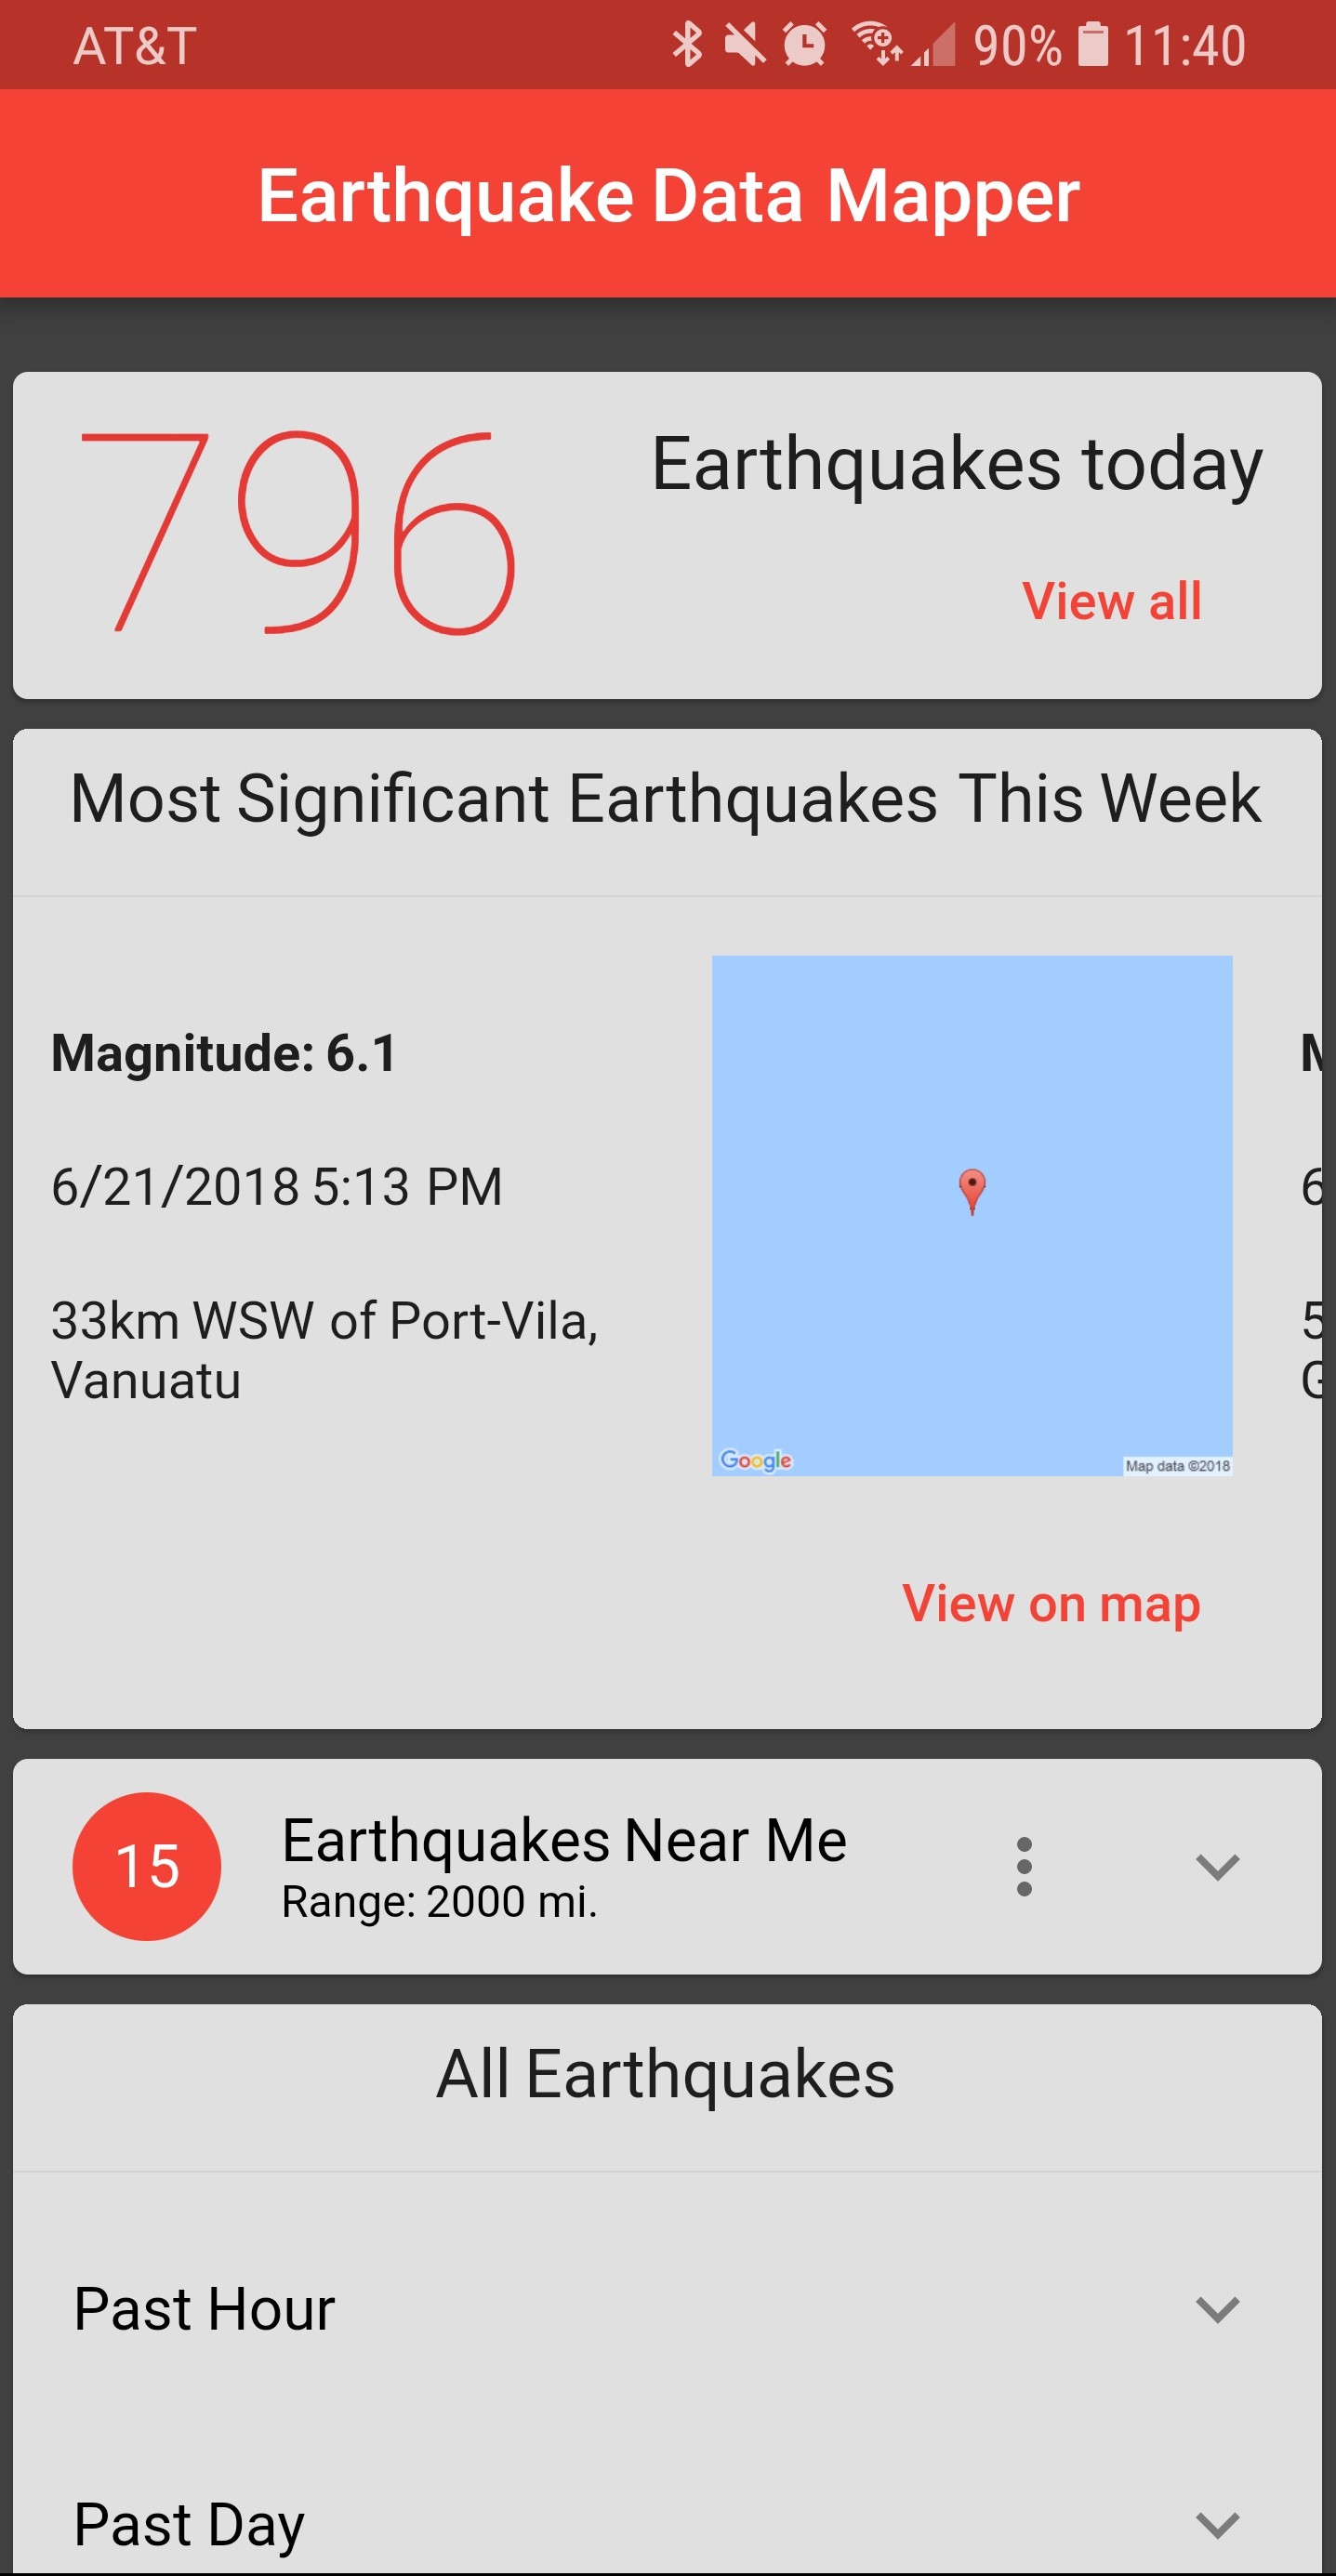 AT&T 90% 11:40
Earthquake Data Mapper
796
Earthquakes today
View all
Most Significant Earthquakes This Week
Magnitude: 6.1
6/21/2018 5:13 PM
33km WSW of Port-Vila,
Vanuatu
Google
Map data ©2018
View on map
15
Earthquakes Near Me
Range: 2000 mi.
All Earthquakes
Past Hour
Past Day